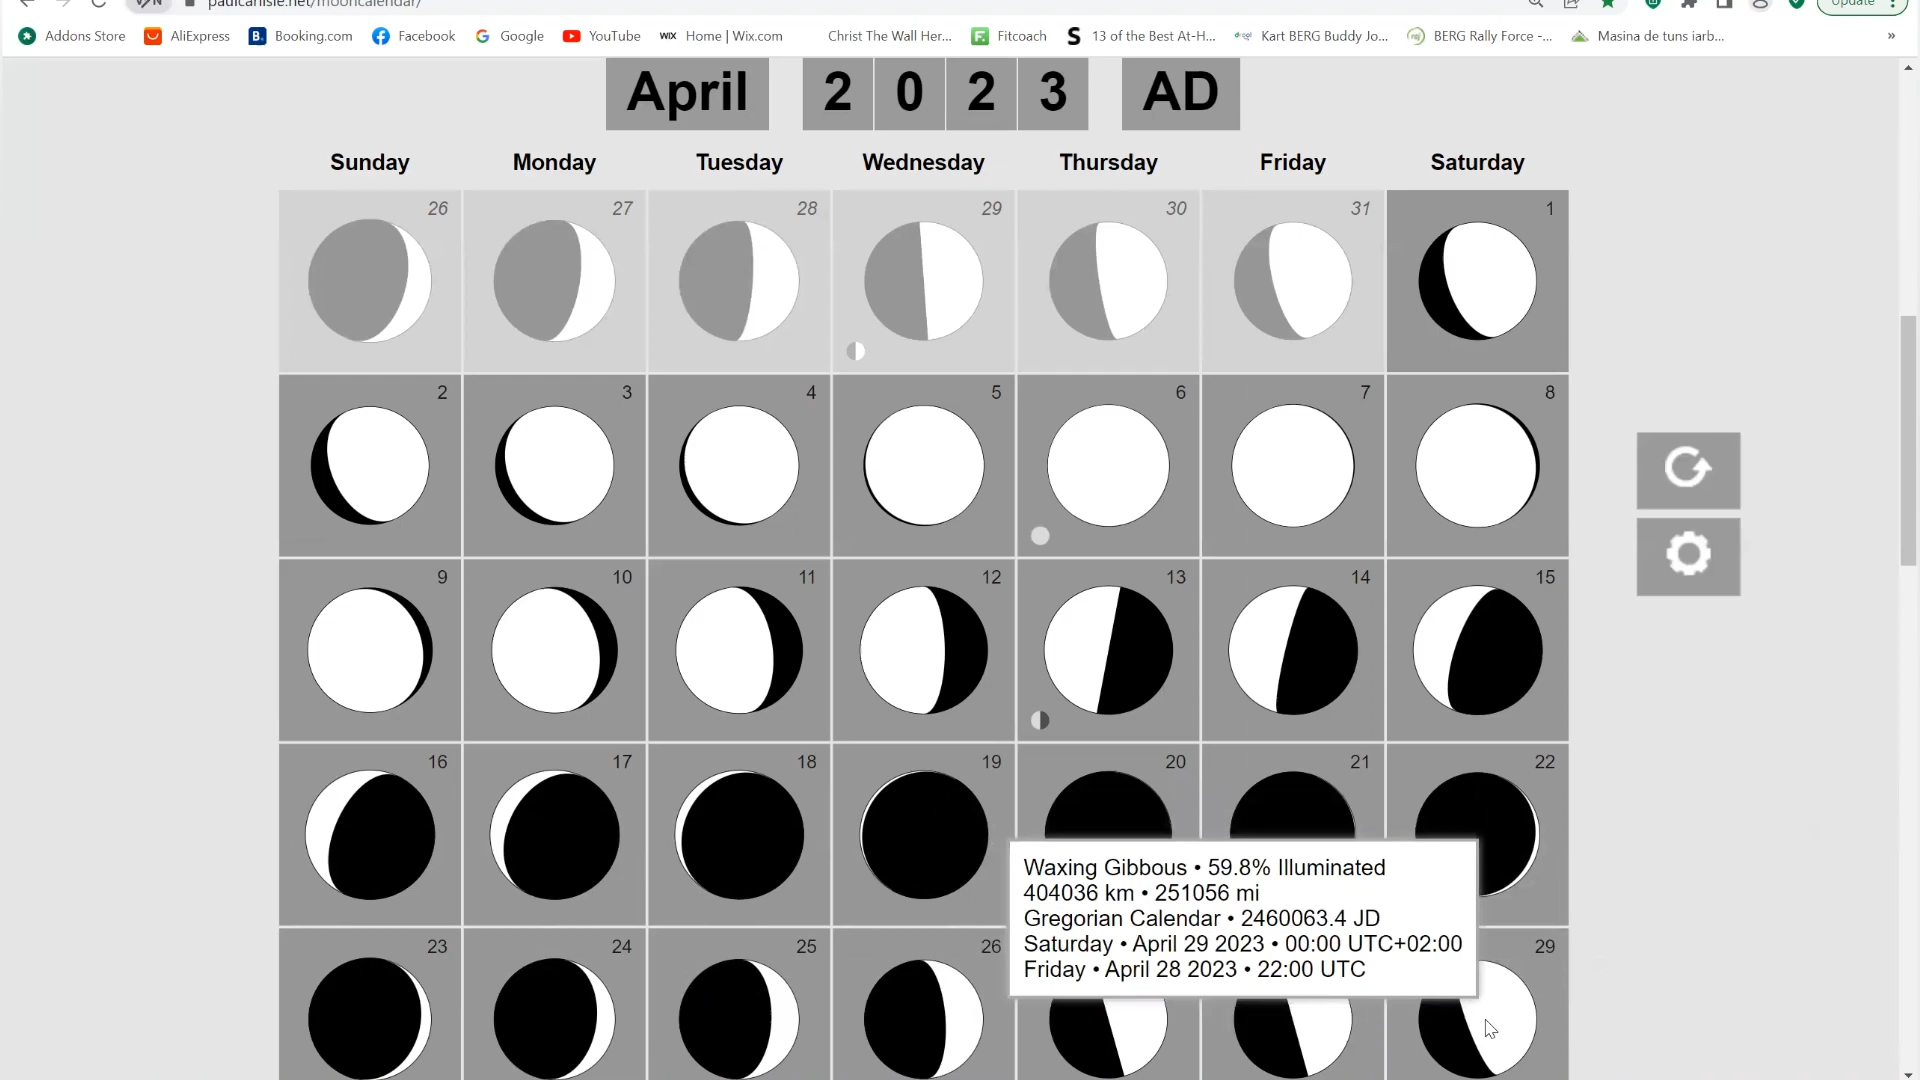 paulcarlisle.net/mooncalendar/
Update
Addons Store AliExpress Booking.com Facebook Google YouTube Home | Wix.com Christ The Wall Her... Fitcoach 13 of the Best At-H... Kart BERG Buddy Jo... BERG Rally Force -... Masina de tuns iarb... »
April 2 0 2 3 AD
Sunday Monday Tuesday Wednesday Thursday Friday Saturday
26 27 28 29 30 31 1
2 3 4 5 6 7 8
9 10 11 12 13 14 15
16 17 18 19 20 21 22
23 24 25 26 29
Waxing Gibbous • 59.8% Illuminated
404036 km • 251056 mi
Gregorian Calendar • 2460063.4 JD
Saturday • April 29 2023 • 00:00 UTC+02:00
Friday • April 28 2023 • 22:00 UTC